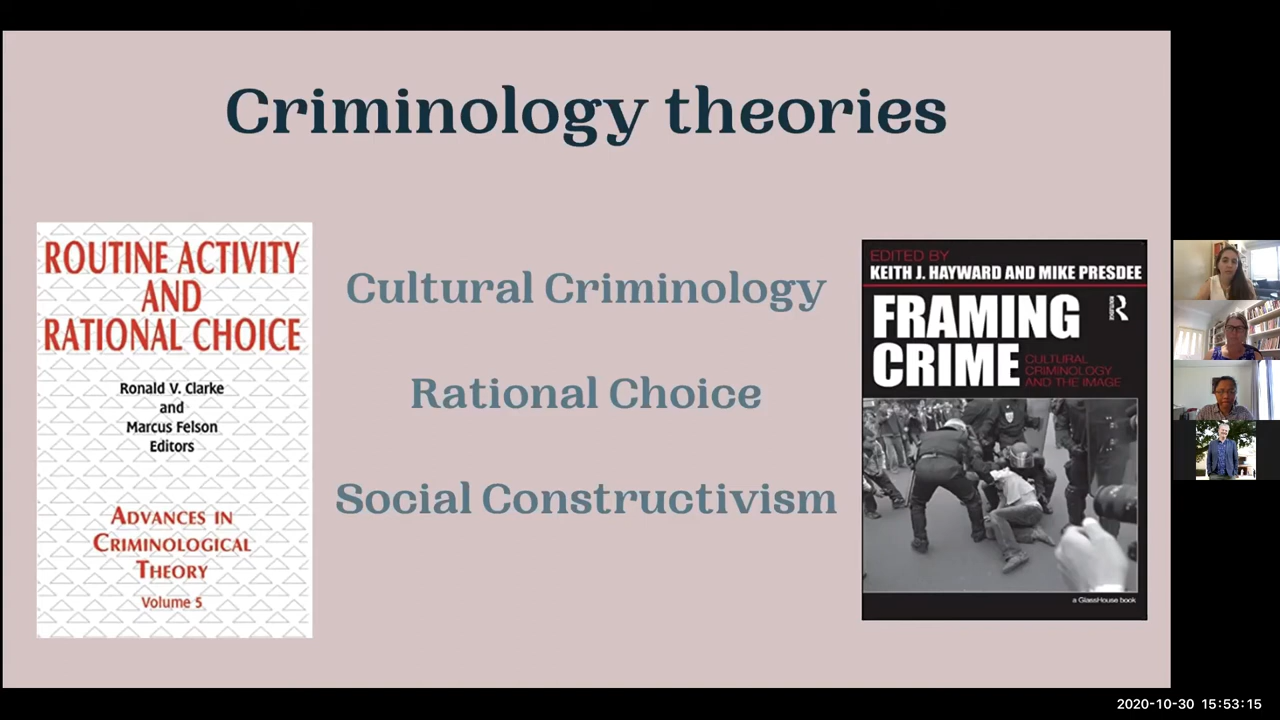 Criminology theories
ROUTINE ACTIVITY
AND
RATIONAL CHOICE
Ronald V. Clarke
and
Marcus Felson
Editors
ADVANCES IN
CRIMINOLOGICAL
THEORY
Volume 5
Cultural Criminology
Rational Choice
Social Constructivism
EDITED BY
KEITH J. HAYWARD AND MIKE PRESDEE
FRAMING
CRIME
CULTURAL
CRIMINOLOGY
AND THE IMAGE
R
a GlassHouse book
2020-10-30 15:53:15